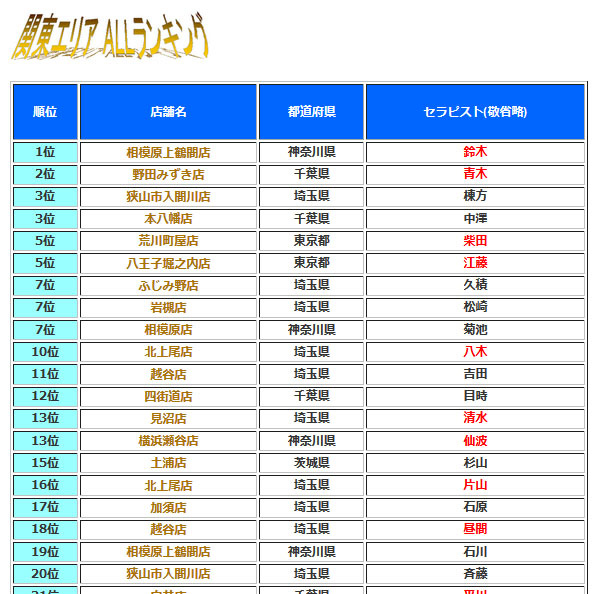 関東エリア ALLランキング
順位 店舗名 都道府県 セラピスト(敬省略)
1位 相模原上鶴間店 神奈川県 鈴木
2位 野田みずき店 千葉県 青木
3位 狭山市入間川店 埼玉県 棟方
3位 本八幡店 千葉県 中澤
5位 荒川町屋店 東京都 柴田
5位 八王子堀之内店 東京都 江藤
7位 ふじみ野店 埼玉県 久積
7位 岩槻店 埼玉県 松崎
7位 相模原店 神奈川県 菊池
10位 北上尾店 埼玉県 八木
11位 越谷店 埼玉県 吉田
12位 四街道店 千葉県 目時
13位 見沼店 埼玉県 清水
13位 横浜瀬谷店 神奈川県 仙波
15位 土浦店 茨城県 杉山
16位 北上尾店 埼玉県 片山
17位 加須店 埼玉県 石原
18位 越谷店 埼玉県 昼間
19位 相模原上鶴間店 神奈川県 石川
20位 狭山市入間川店 埼玉県 斉藤